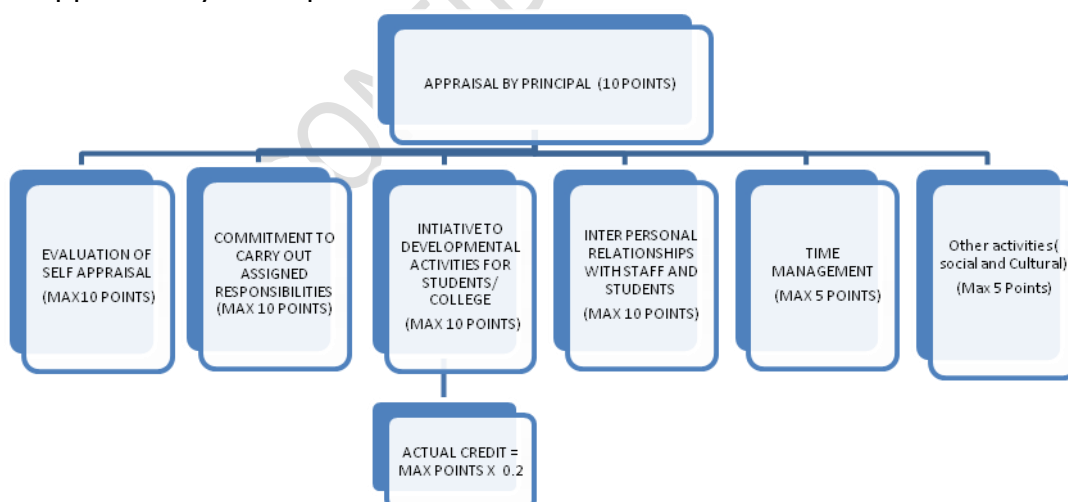 APPRAISAL BY PRINCIPAL (10 POINTS)
EVALUATION OF
SELF APPRAISAL
(MAX10 POINTS)
COMMITMENT TO
CARRY OUT
ASSIGNED
RESPONSIBILITIES
(MAX 10 POINTS)
INTIATIVE TO
DEVELOPMENTAL
ACTIVITIES FOR
STUDENTS/
COLLEGE
(MAX 10 POINTS)
INTER PERSONAL
RELATIONSHIPS
WITH STAFF AND
STUDENTS
(MAX 10 POINTS)
TIME
MANAGEMENT
(MAX 5 POINTS)
Other activities(
social and Cultural)
(Max 5 Points)
ACTUAL CREDIT =
MAX POINTS X 0.2